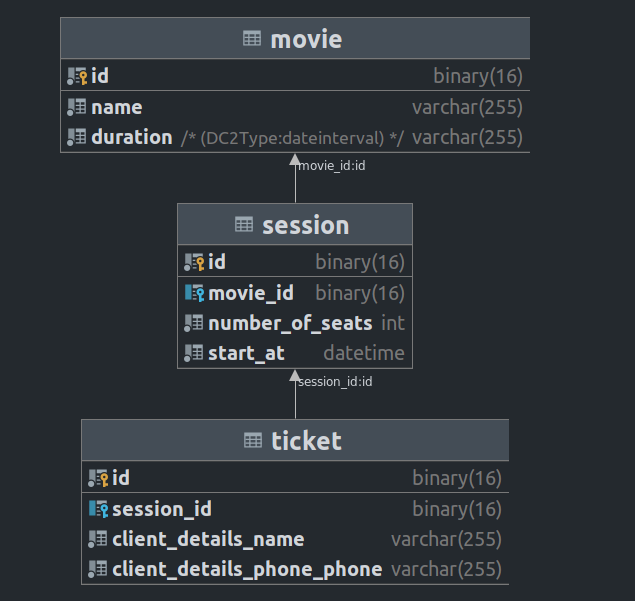 movie
id binary(16)
name varchar(255)
duration /* (DC2Type:dateinterval) */ varchar(255)
movie_id:id
session
id binary(16)
movie_id binary(16)
number_of_seats int
start_at datetime
session_id:id
ticket
id binary(16)
session_id binary(16)
client_details_name varchar(255)
client_details_phone_phone varchar(255)